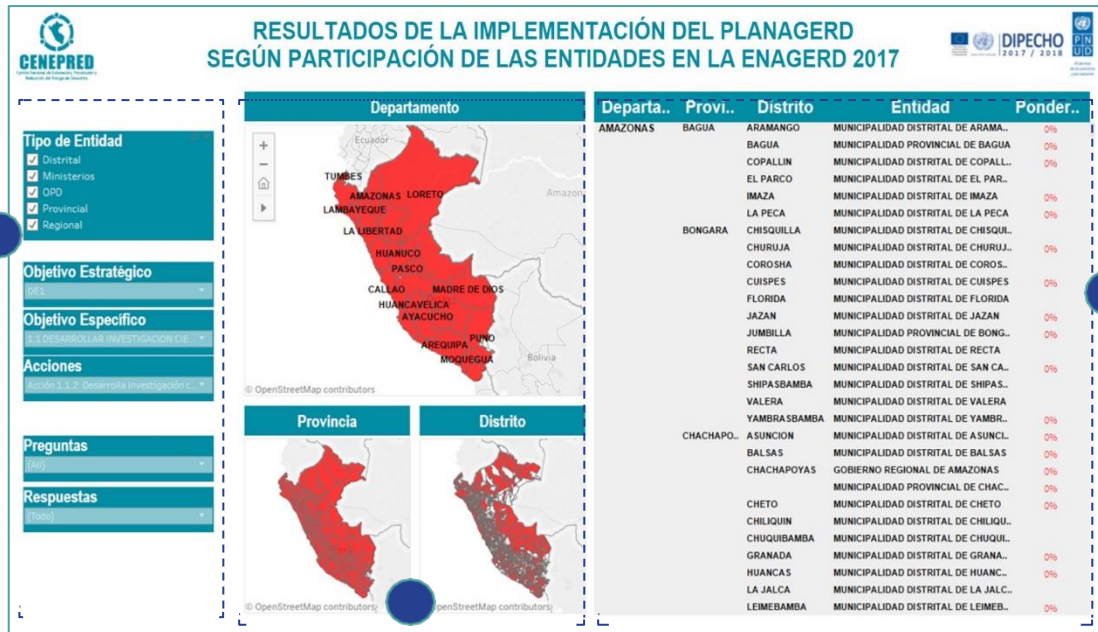 RESULTADOS DE LA IMPLEMENTACIÓN DEL PLANAGERD
SEGÚN PARTICIPACIÓN DE LAS ENTIDADES EN LA ENAGERD 2017
CENEPRED
DIPECHO
2017 / 2018
P N
U D
Tipo de Entidad
Distrital
Ministerios
OPD
Provincial
Regional
Objetivo Estratégico
OE1
Objetivo Específico
1.1 DESARROLLAR INVESTIGACION CIE...
Acciones
Acción 1.1.2: Desarrolla investigación c...
Preguntas
(All)
Respuestas
(Todo)
Departamento
Ecuador
TUMBES
AMAZONAS LORETO
Amazon
LAMBAYEQUE
LA LIBERTAD
HUANUCO
PASCO
CALLAO MADRE DE DIOS
HUANCAVELICA
AYACUCHO
AREQUIPA PUNO
MOQUEGUA
Bolivia
© OpenStreetMap contributors
Provincia
© OpenStreetMap contributors
Distrito
OpenStreetMap contributors
Departa.. Provi.. Distrito Entidad Ponder..
AMAZONAS BAGUA ARAMANGO MUNICIPALIDAD DISTRITAL DE ARAMA.. 0%
BAGUA MUNICIPALIDAD PROVINCIAL DE BAGUA 0%
COPALLIN MUNICIPALIDAD DISTRITAL DE COPALL.. 0%
EL PARCO MUNICIPALIDAD DISTRITAL DE EL PAR..
IMAZA MUNICIPALIDAD DISTRITAL DE IMAZA 0%
LA PECA MUNICIPALIDAD DISTRITAL DE LA PECA 0%
BONGARA CHISQUILLA MUNICIPALIDAD DISTRITAL DE CHISQUI..
CHURUJA MUNICIPALIDAD DISTRITAL DE CHURUJ.. 0%
COROSHA MUNICIPALIDAD DISTRITAL DE COROS..
CUISPES MUNICIPALIDAD DISTRITAL DE CUISPES 0%
FLORIDA MUNICIPALIDAD DISTRITAL DE FLORIDA
JAZAN MUNICIPALIDAD DISTRITAL DE JAZAN 0%
JUMBILLA MUNICIPALIDAD PROVINCIAL DE BONG.. 0%
RECTA MUNICIPALIDAD DISTRITAL DE RECTA
SAN CARLOS MUNICIPALIDAD DISTRITAL DE SAN CA.. 0%
SHIPASBAMBA MUNICIPALIDAD DISTRITAL DE SHIPAS..
VALERA MUNICIPALIDAD DISTRITAL DE VALERA
YAMBRASBAMBA MUNICIPALIDAD DISTRITAL DE YAMBR.. 0%
CHACHAPO.. ASUNCION MUNICIPALIDAD DISTRITAL DE ASUNCI.. 0%
BALSAS MUNICIPALIDAD DISTRITAL DE BALSAS 0%
CHACHAPOYAS GOBIERNO REGIONAL DE AMAZONAS 0%
MUNICIPALIDAD PROVINCIAL DE CHAC.. 0%
CHETO MUNICIPALIDAD DISTRITAL DE CHETO 0%
CHILIQUIN MUNICIPALIDAD DISTRITAL DE CHILIQU..
CHUQUIBAMBA MUNICIPALIDAD DISTRITAL DE CHUQUI..
GRANADA MUNICIPALIDAD DISTRITAL DE GRANA.. 0%
HUANCAS MUNICIPALIDAD DISTRITAL DE HUANC.. 0%
LA JALCA MUNICIPALIDAD DISTRITAL DE LA JALC..
LEIMEBAMBA MUNICIPALIDAD DISTRITAL DE LEIMEB.. 0%